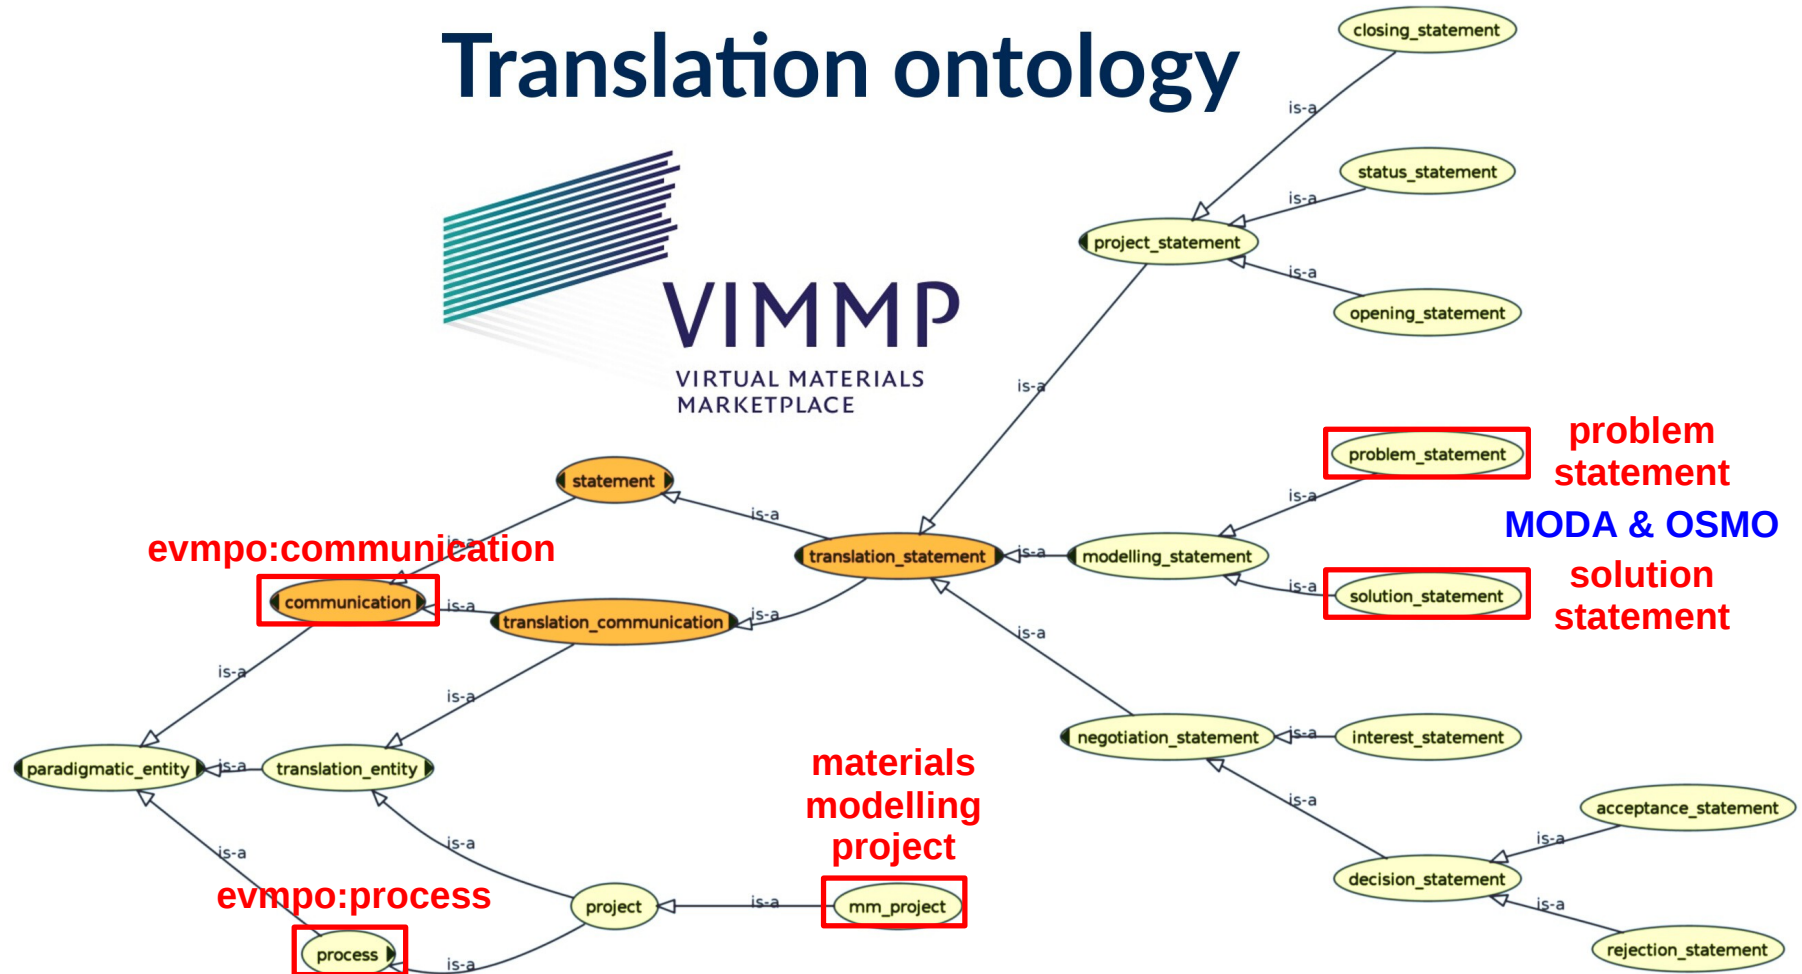 Translation ontology
closing_statement
is-a
status_statement
is-a
project_statement
is-a
opening_statement
VIMMP
VIRTUAL MATERIALS
MARKETPLACE
is-a
problem_statement
problem
statement
is-a
statement
is-a
MODA & OSMO
evmpo:communication
is-a
translation_statement
is-a
modelling_statement
is-a
solution_statement
solution
statement
communication
is-a
translation_communication
is-a
is-a
is-a
is-a
paradigmatic_entity
is-a
translation_entity
negotiation_statement
is-a
interest_statement
materials
modelling
project
is-a
acceptance_statement
is-a
is-a
is-a
decision_statement
evmpo:process
project
is-a
mm_project
is-a
process
is-a
rejection_statement